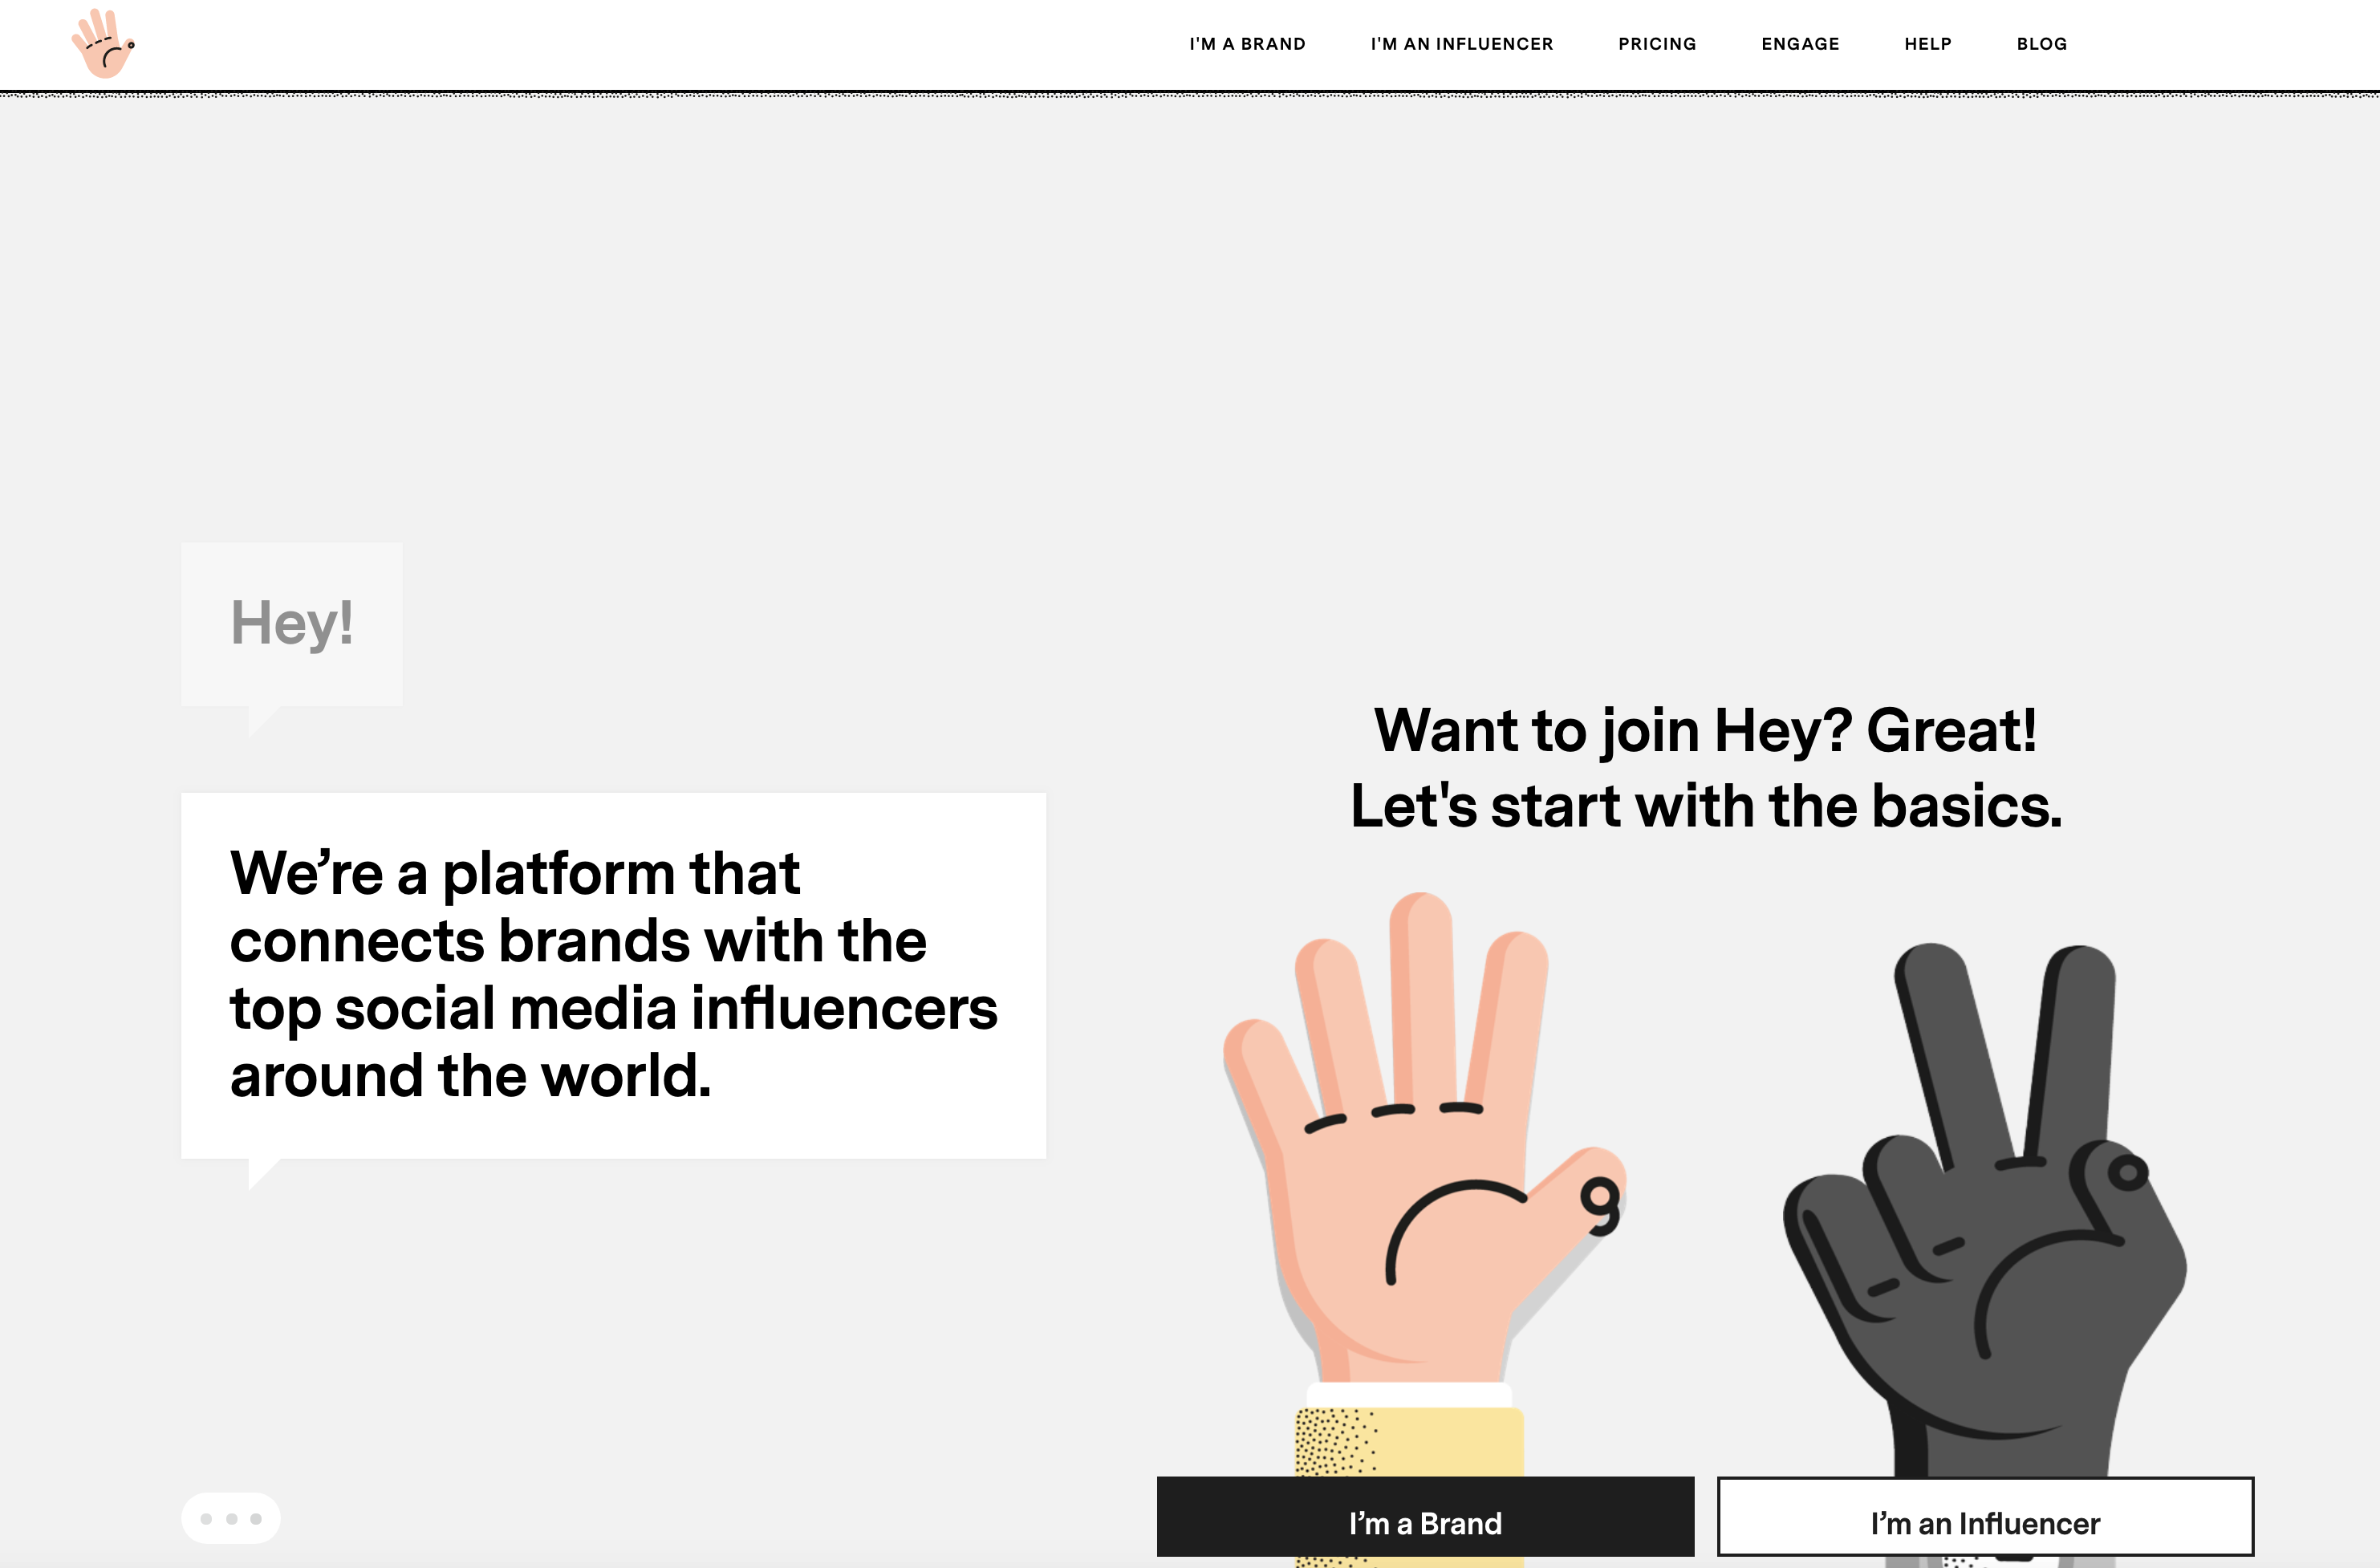 I'M A BRAND I'M AN INFLUENCER PRICING ENGAGE HELP BLOG
Hey!
We’re a platform that
connects brands with the
top social media influencers
around the world.
Want to join Hey? Great!
Let's start with the basics.
I’m a Brand
I’m an Influencer